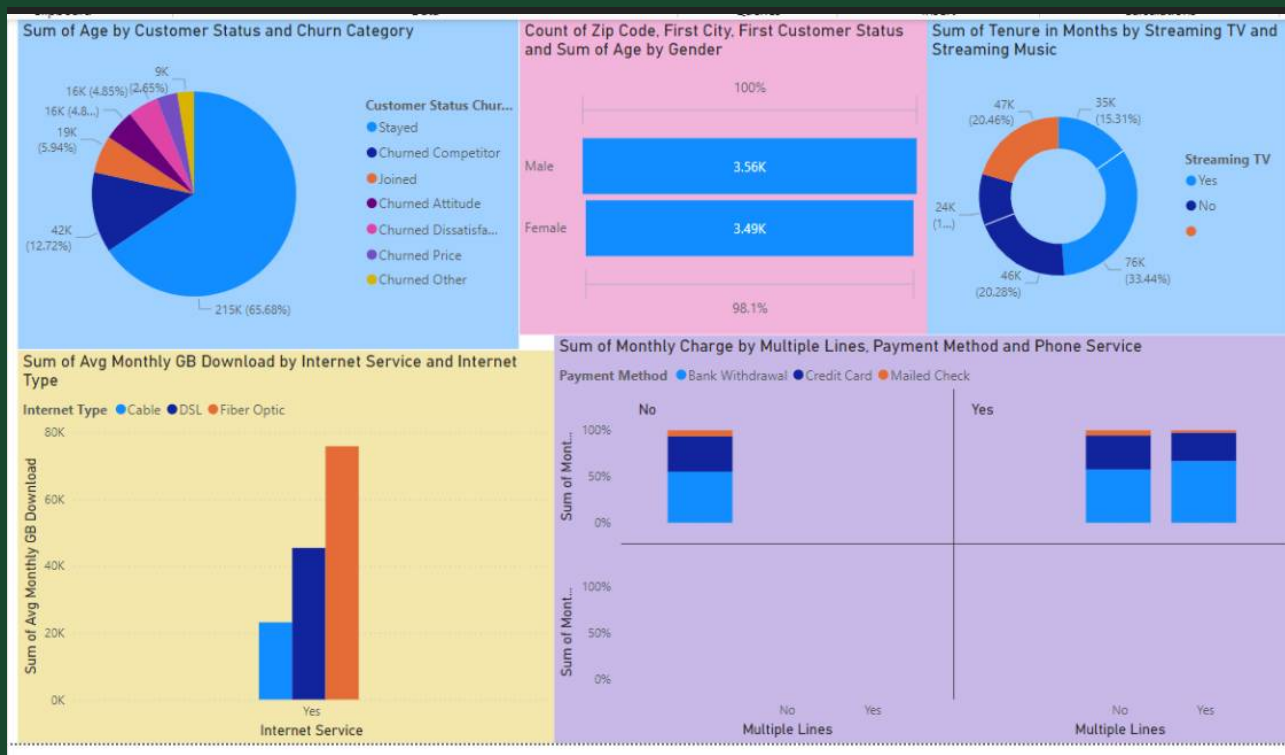 Sum of Age by Customer Status and Churn Category
9K
(2.65%)
16K (4.85%)
16K (4.8...)
19K
(5.94%)
42K
(12.72%)
215K (65.68%)
Customer Status Chur...
Stayed
Churned Competitor
Joined
Churned Attitude
Churned Dissatisfa...
Churned Price
Churned Other
Count of Zip Code, First City, First Customer Status
and Sum of Age by Gender
100%
Male
3.56K
Female
3.49K
98.1%
Sum of Tenure in Months by Streaming TV and
Streaming Music
47K
(20.46%)
35K
(15.31%)
24K
(1...)
46K
(20.28%)
76K
(33.44%)
Streaming TV
Yes
No
Sum of Avg Monthly GB Download by Internet Service and Internet
Type
Internet Type Cable DSL Fiber Optic
Sum of Avg Monthly GB Download
80K
60K
40K
20K
0K
Yes
Internet Service
Sum of Monthly Charge by Multiple Lines, Payment Method and Phone Service
Payment Method Bank Withdrawal Credit Card Mailed Check
No
Yes
Sum of Mont...
100%
50%
0%
Sum of Mont...
100%
50%
0%
No
Yes
No
Yes
Multiple Lines
Multiple Lines